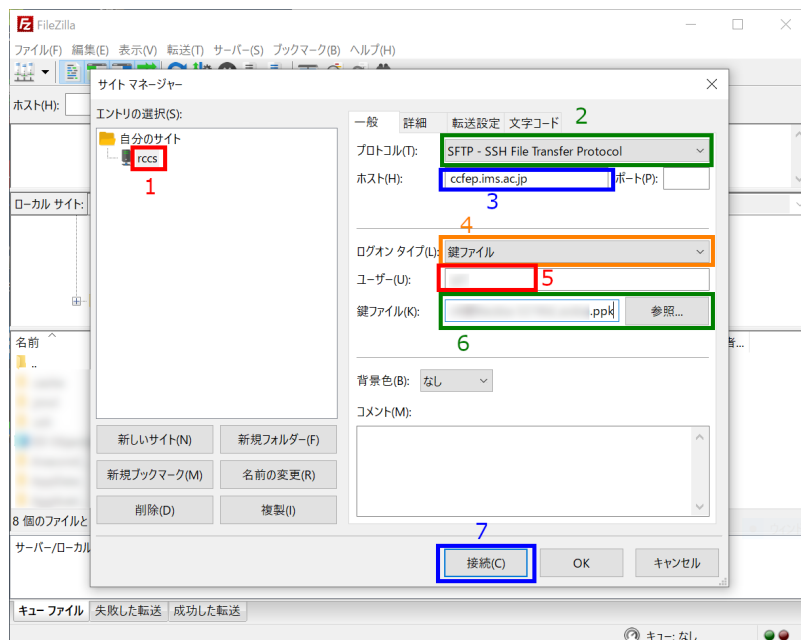 FileZilla
ファイル(F) 編集(E) 表示(V) 転送(T) サーバー(S) ブックマーク(B) ヘルプ(H)
ホスト(H):
サイト マネージャー
エントリの選択(S):
自分のサイト
rccs
1
一般 詳細 転送設定 文字コード
2
プロトコル(T): SFTP - SSH File Transfer Protocol
ホスト(H): ccfep.ims.ac.jp ポート(P):
3
4
ログオン タイプ(L): 鍵ファイル
ユーザー(U):
5
鍵ファイル(K): .ppk 参照...
6
背景色(B): なし
コメント(M):
新しいサイト(N) 新規フォルダー(F)
新規ブックマーク(M) 名前の変更(R)
削除(D) 複製(I)
7
接続(C) OK キャンセル
ローカル サイト:
名前
..
者...
8 個のファイルと
サーバー/ローカル
キュー ファイル 失敗した転送 成功した転送
キュー: なし